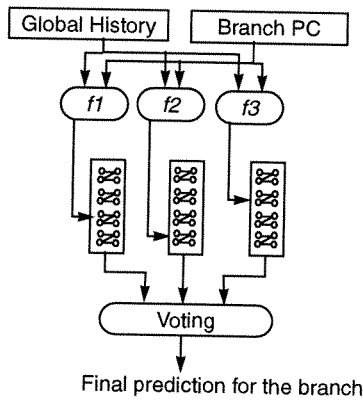 Global History
Branch PC
f1
f2
f3
Voting
Final prediction for the branch